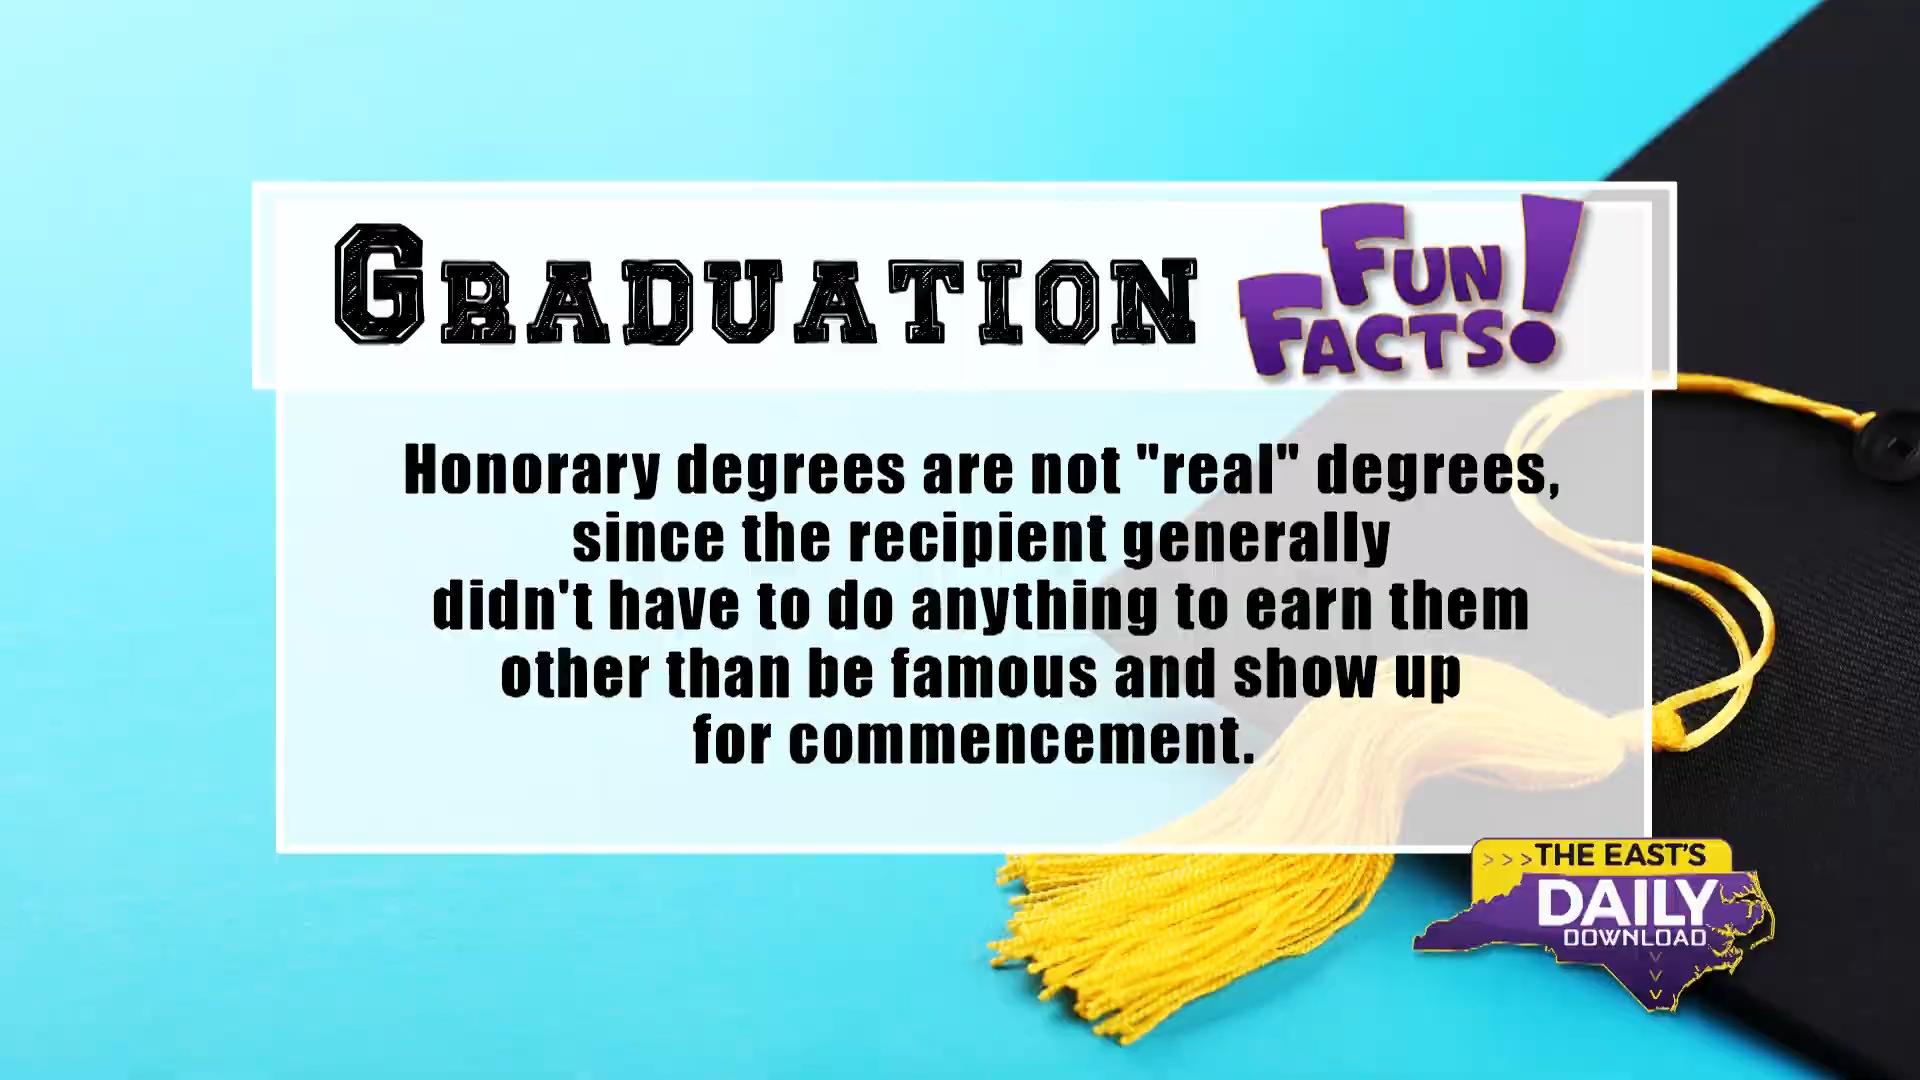 GRADUATION
FUN
FACTS!
Honorary degrees are not "real" degrees,
since the recipient generally
didn't have to do anything to earn them
other than be famous and show up
for commencement.
>>>THE EAST'S
DAILY
DOWNLOAD